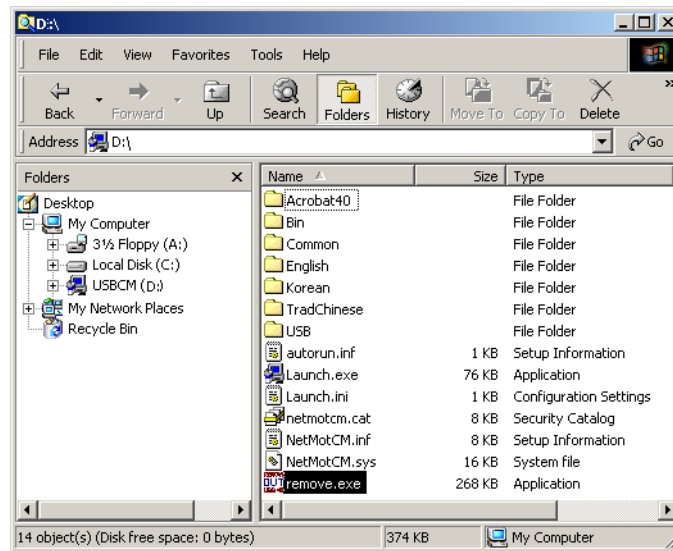 D:\
File Edit View Favorites Tools Help
Back Forward Up Search Folders History Move To Copy To Delete »
Address D:\ Go
Folders x
Desktop
My Computer
3½ Floppy (A:)
Local Disk (C:)
USBCM (D:)
My Network Places
Recycle Bin
Name Size Type
Acrobat40 File Folder
Bin File Folder
Common File Folder
English File Folder
Korean File Folder
TradChinese File Folder
USB File Folder
autorun.inf 1 KB Setup Information
Launch.exe 76 KB Application
Launch.ini 1 KB Configuration Settings
netmotcm.cat 8 KB Security Catalog
NetMotCM.inf 8 KB Setup Information
NetMotCM.sys 16 KB System file
remove.exe 268 KB Application
14 object(s) (Disk free space: 0 bytes) 374 KB My Computer